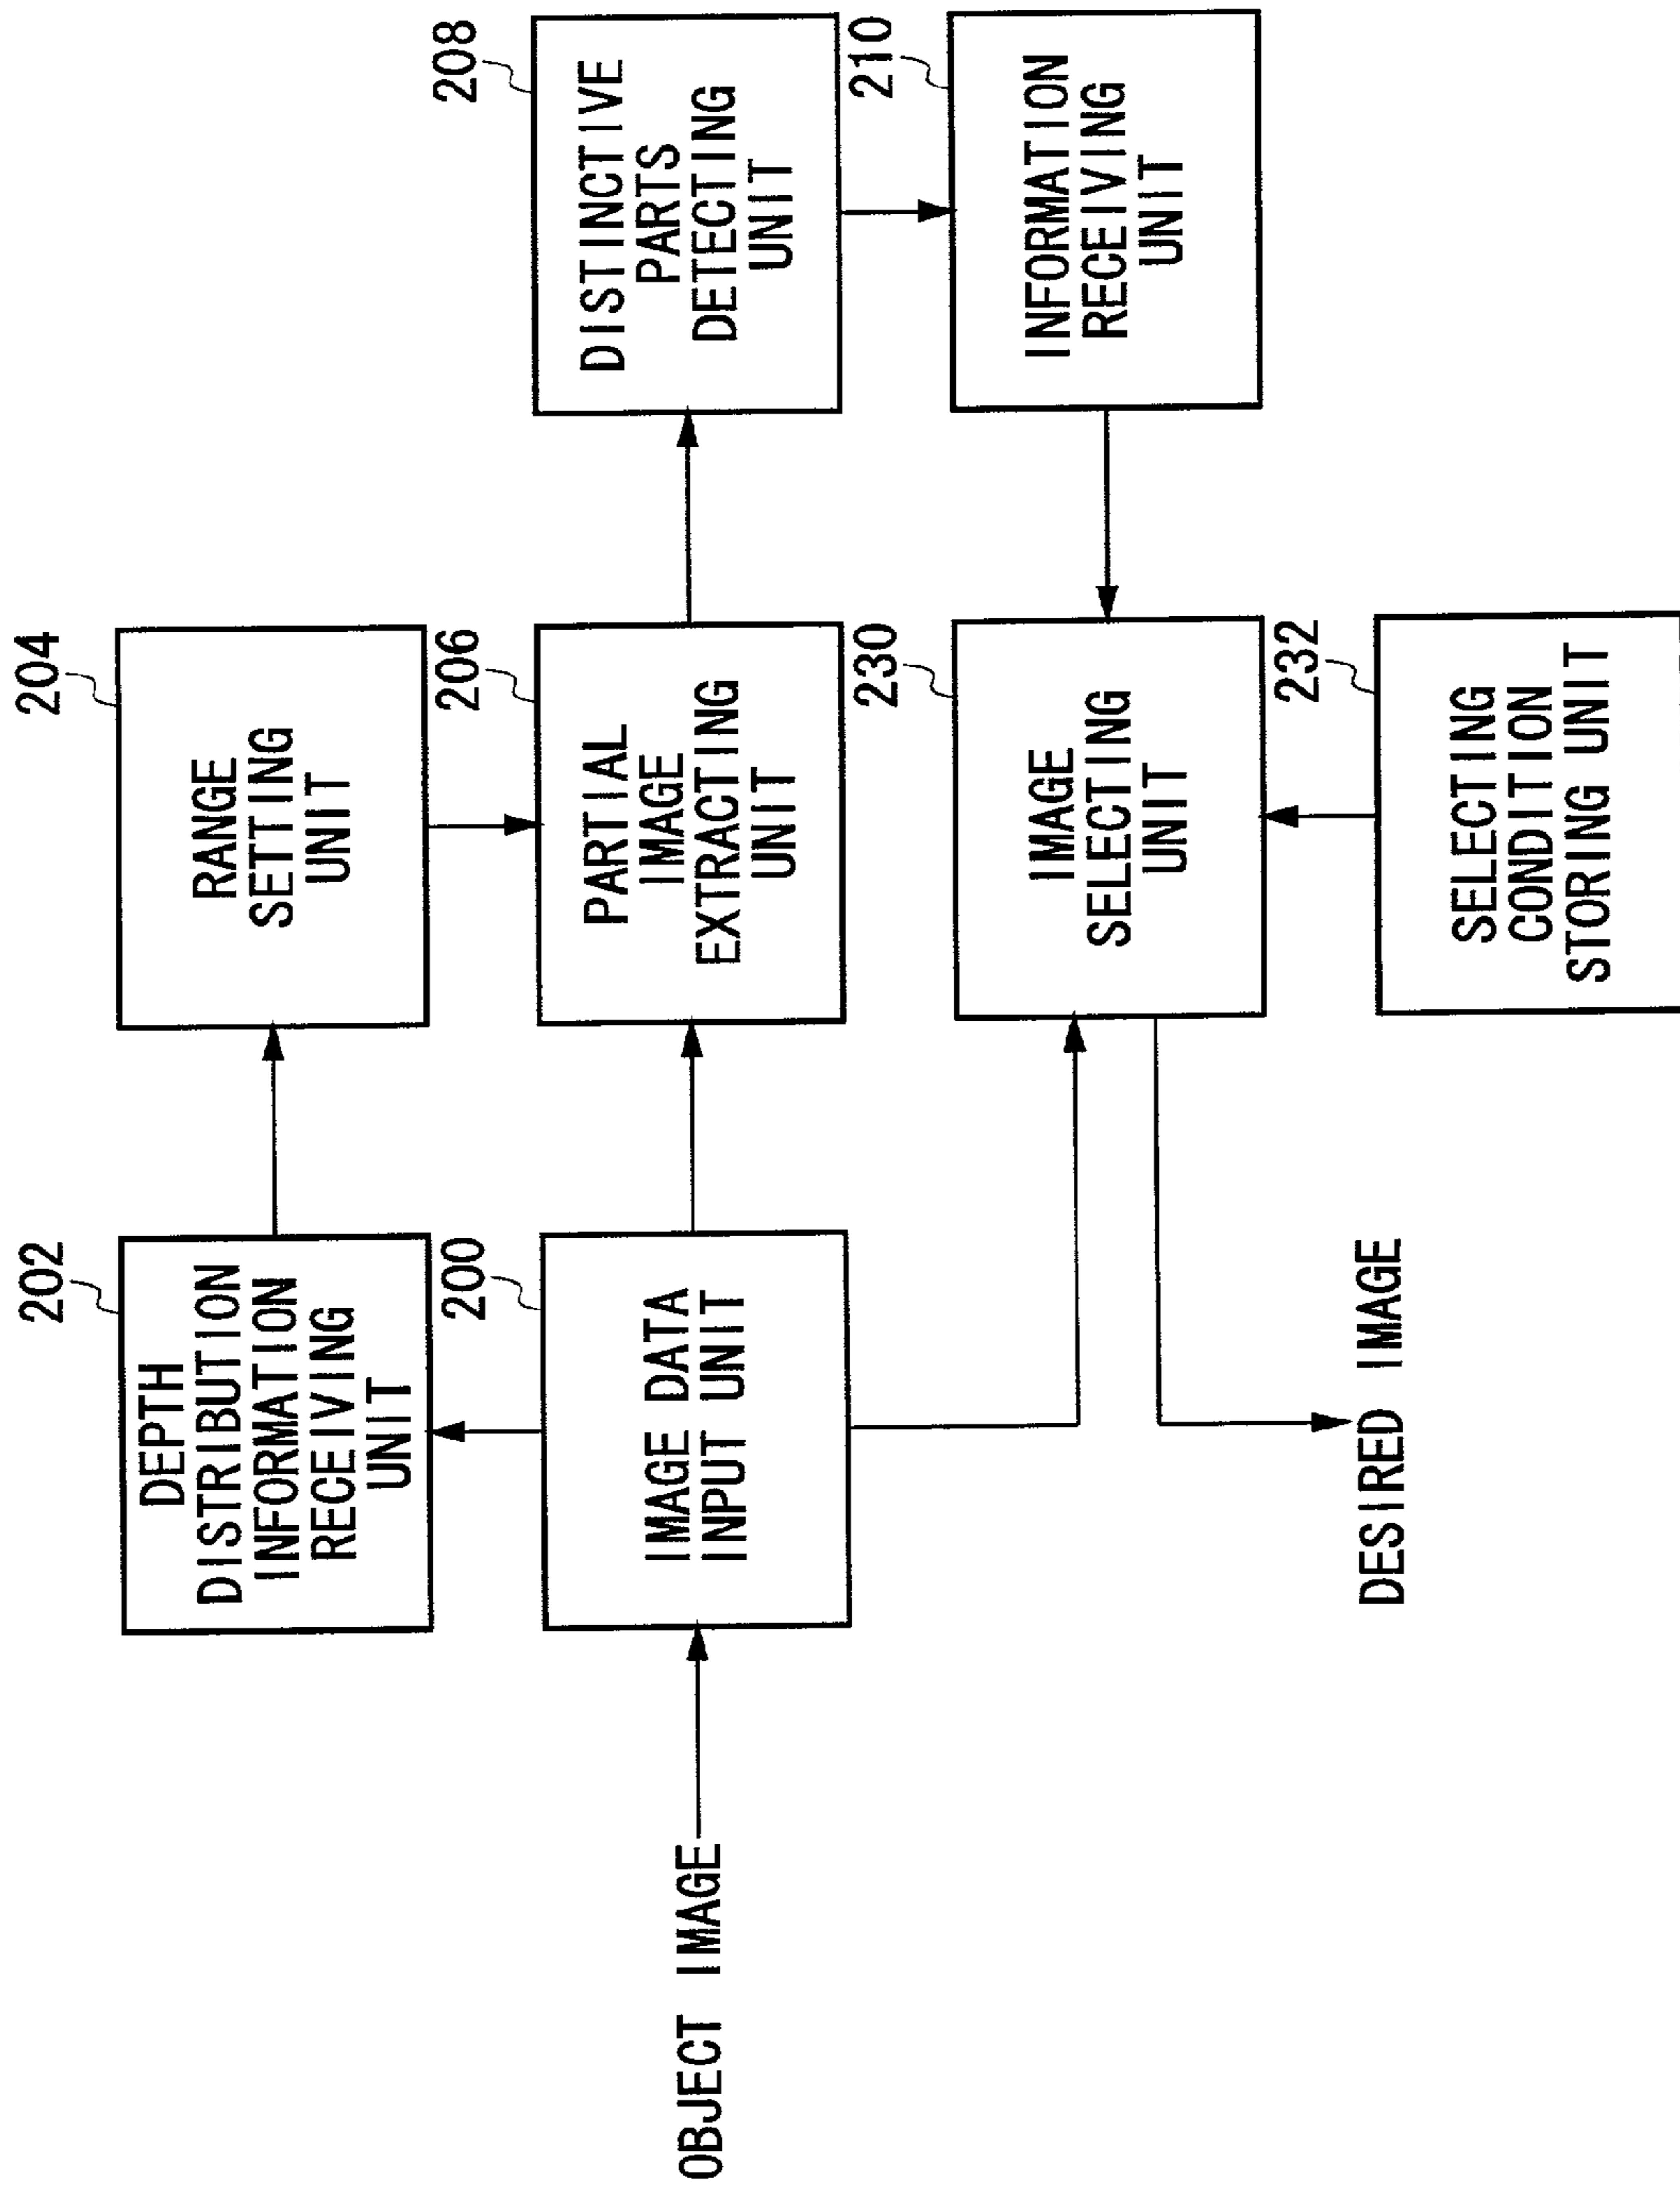 202
DEPTH
DISTRIBUTION
INFORMATION
RECEIVING
UNIT
204
RANGE
SETTING
UNIT
OBJECT IMAGE
200
IMAGE DATA
INPUT UNIT
206
PARTIAL
IMAGE
EXTRACTING
UNIT
208
DISTINCTIVE
PARTS
DETECTING
UNIT
230
IMAGE
SELECTING
UNIT
210
INFORMATION
RECEIVING
UNIT
DESIRED IMAGE
232
SELECTING
CONDITION
STORING UNIT